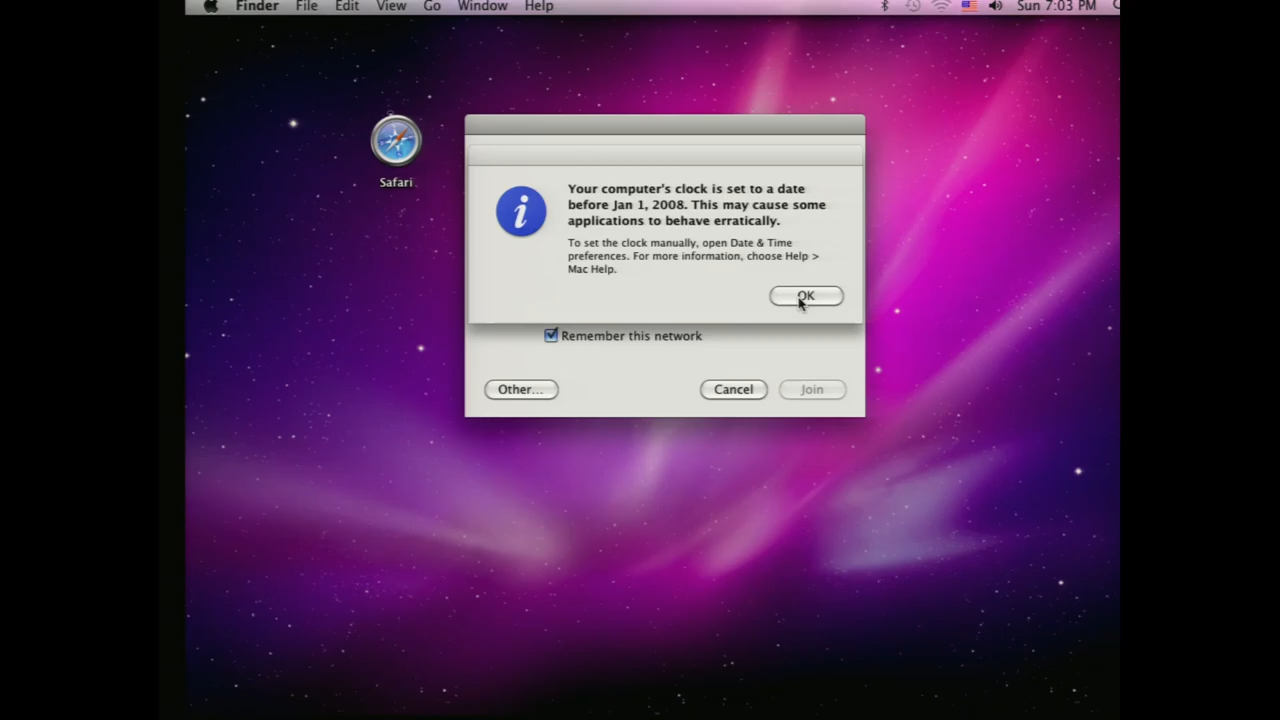 Finder File Edit View Go Window Help Sun 7:03 PM
Safari
Your computer's clock is set to a date
before Jan 1, 2008. This may cause some
applications to behave erratically.
To set the clock manually, open Date & Time
preferences. For more information, choose Help >
Mac Help.
OK
Remember this network
Other... Cancel Join